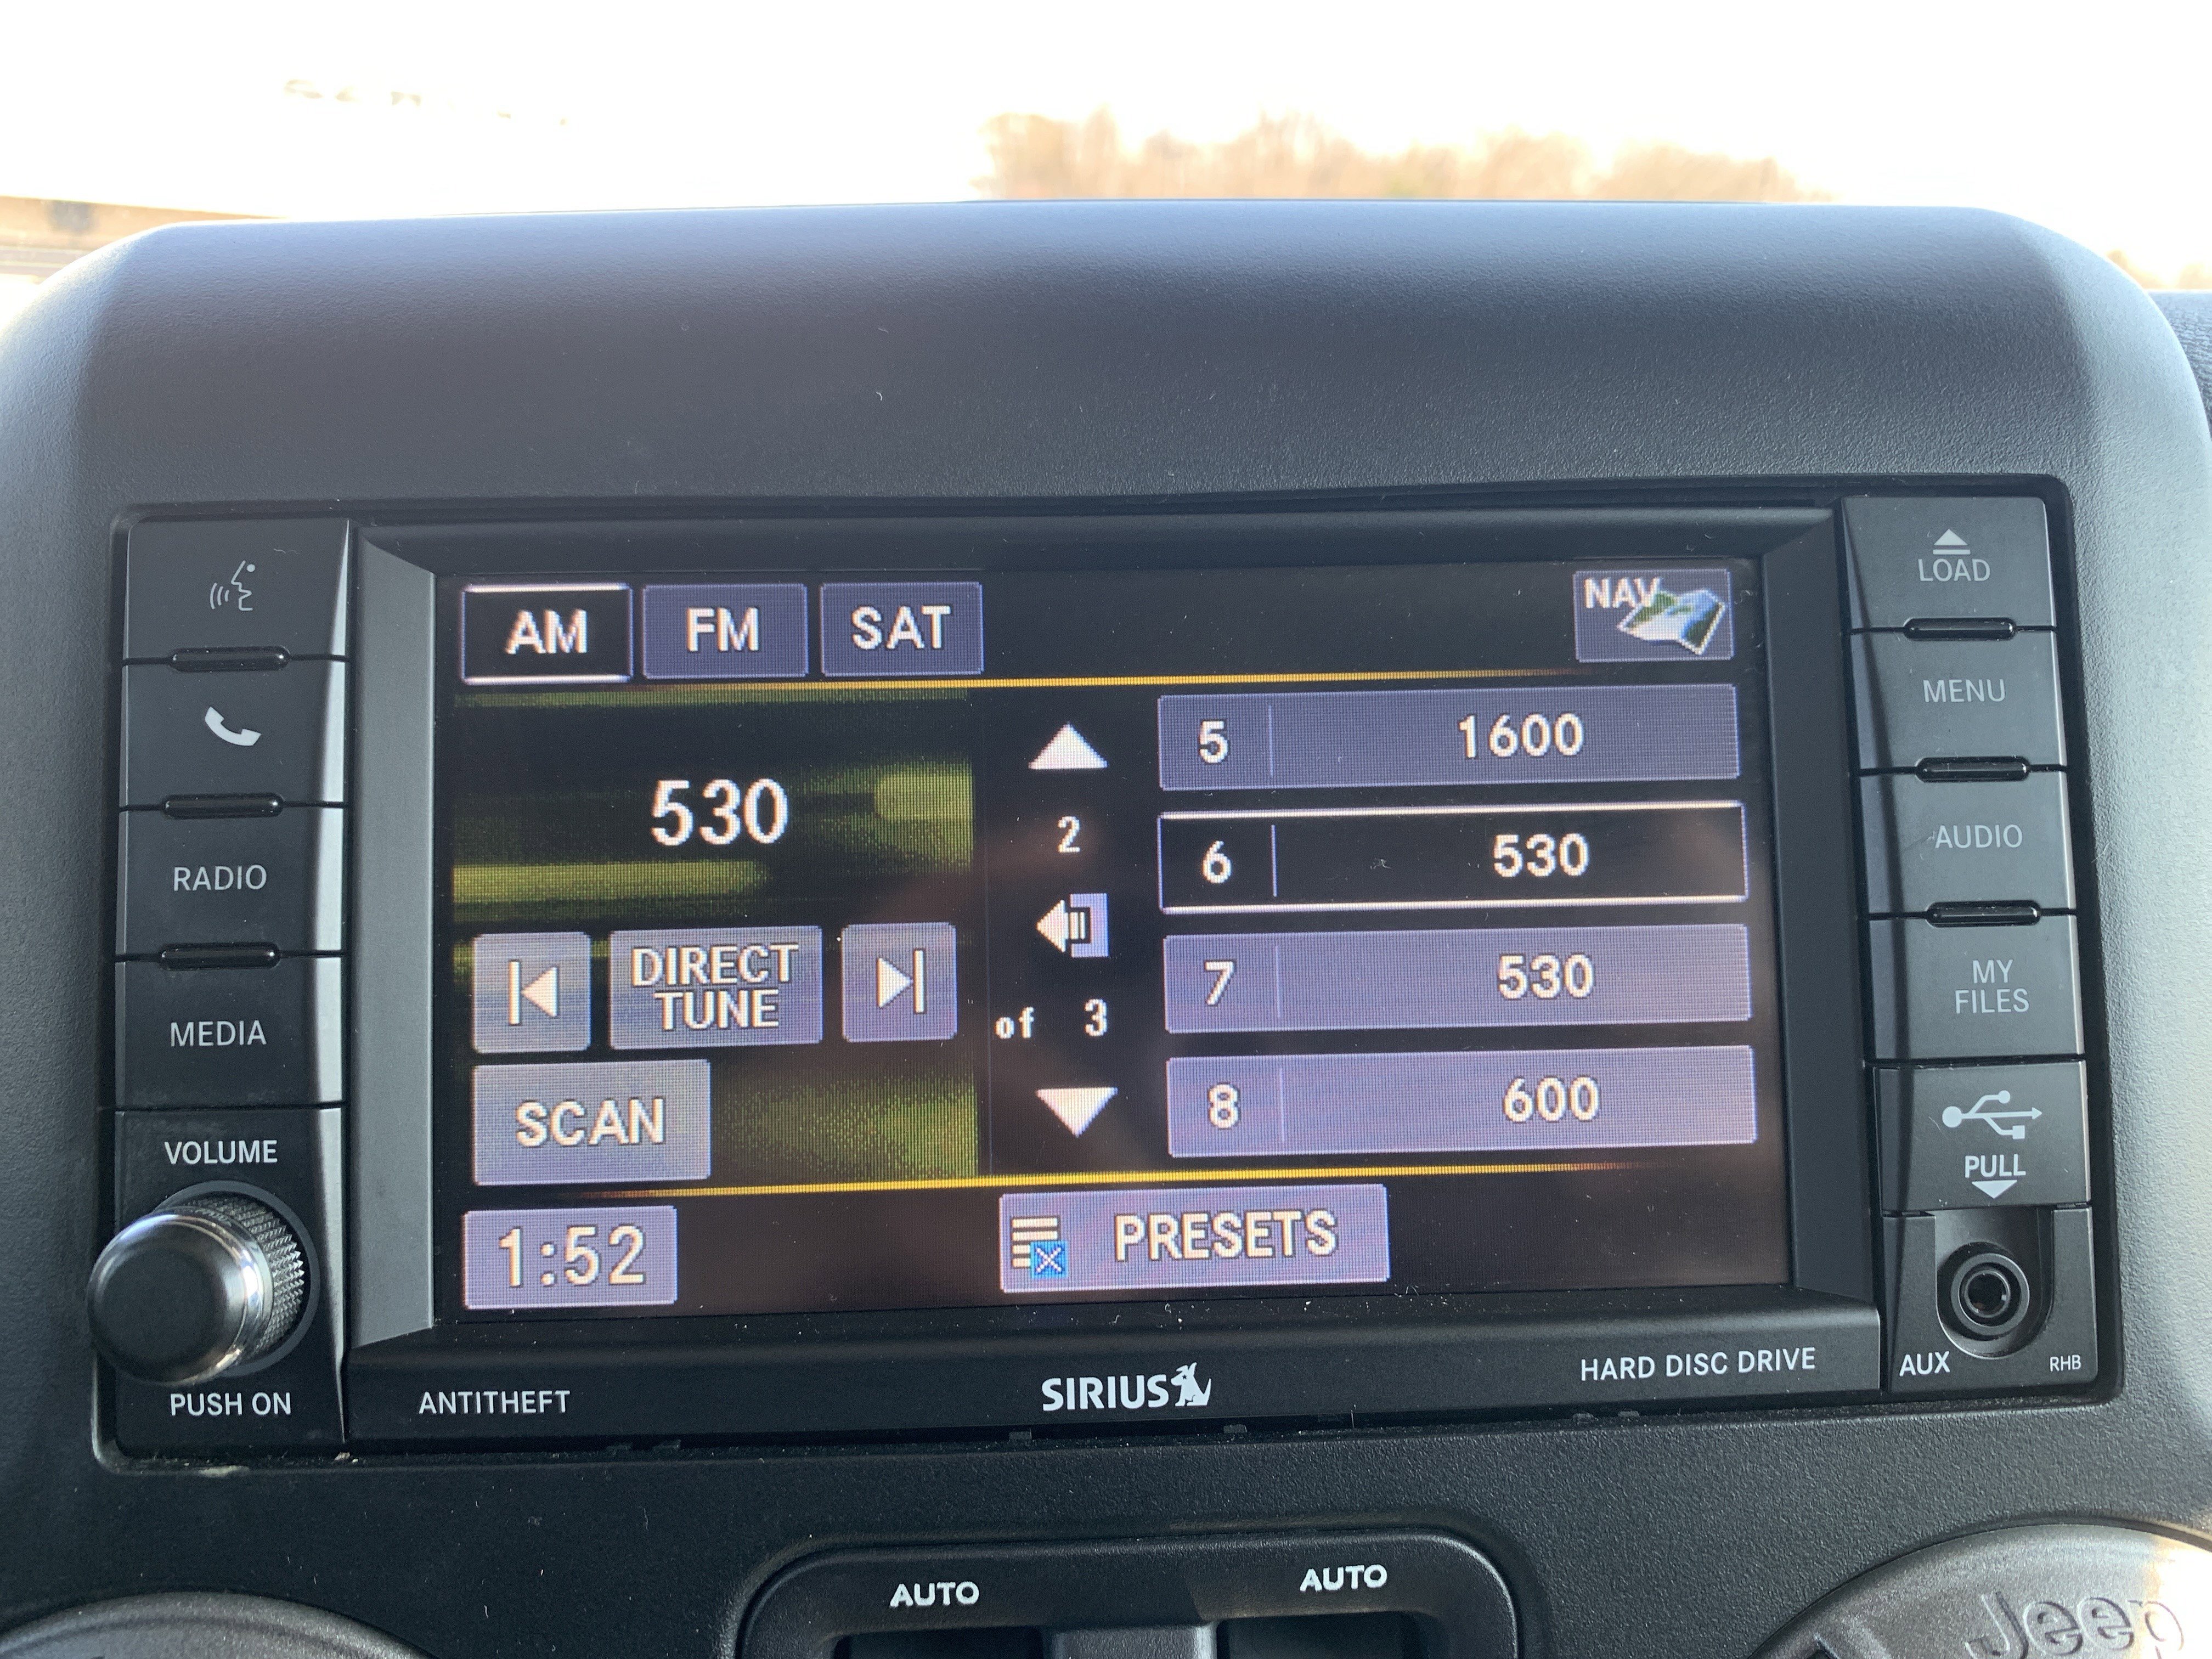 LOAD
MENU
AUDIO
MY
FILES
PULL
AUX
RHB
RADIO
MEDIA
VOLUME
PUSH ON
AM
FM
SAT
NAV
530
DIRECT
TUNE
SCAN
1:52
2
of 3
5 1600
6 530
7 530
8 600
PRESETS
ANTITHEFT
SIRIUS
HARD DISC DRIVE
AUTO
AUTO
Jeep